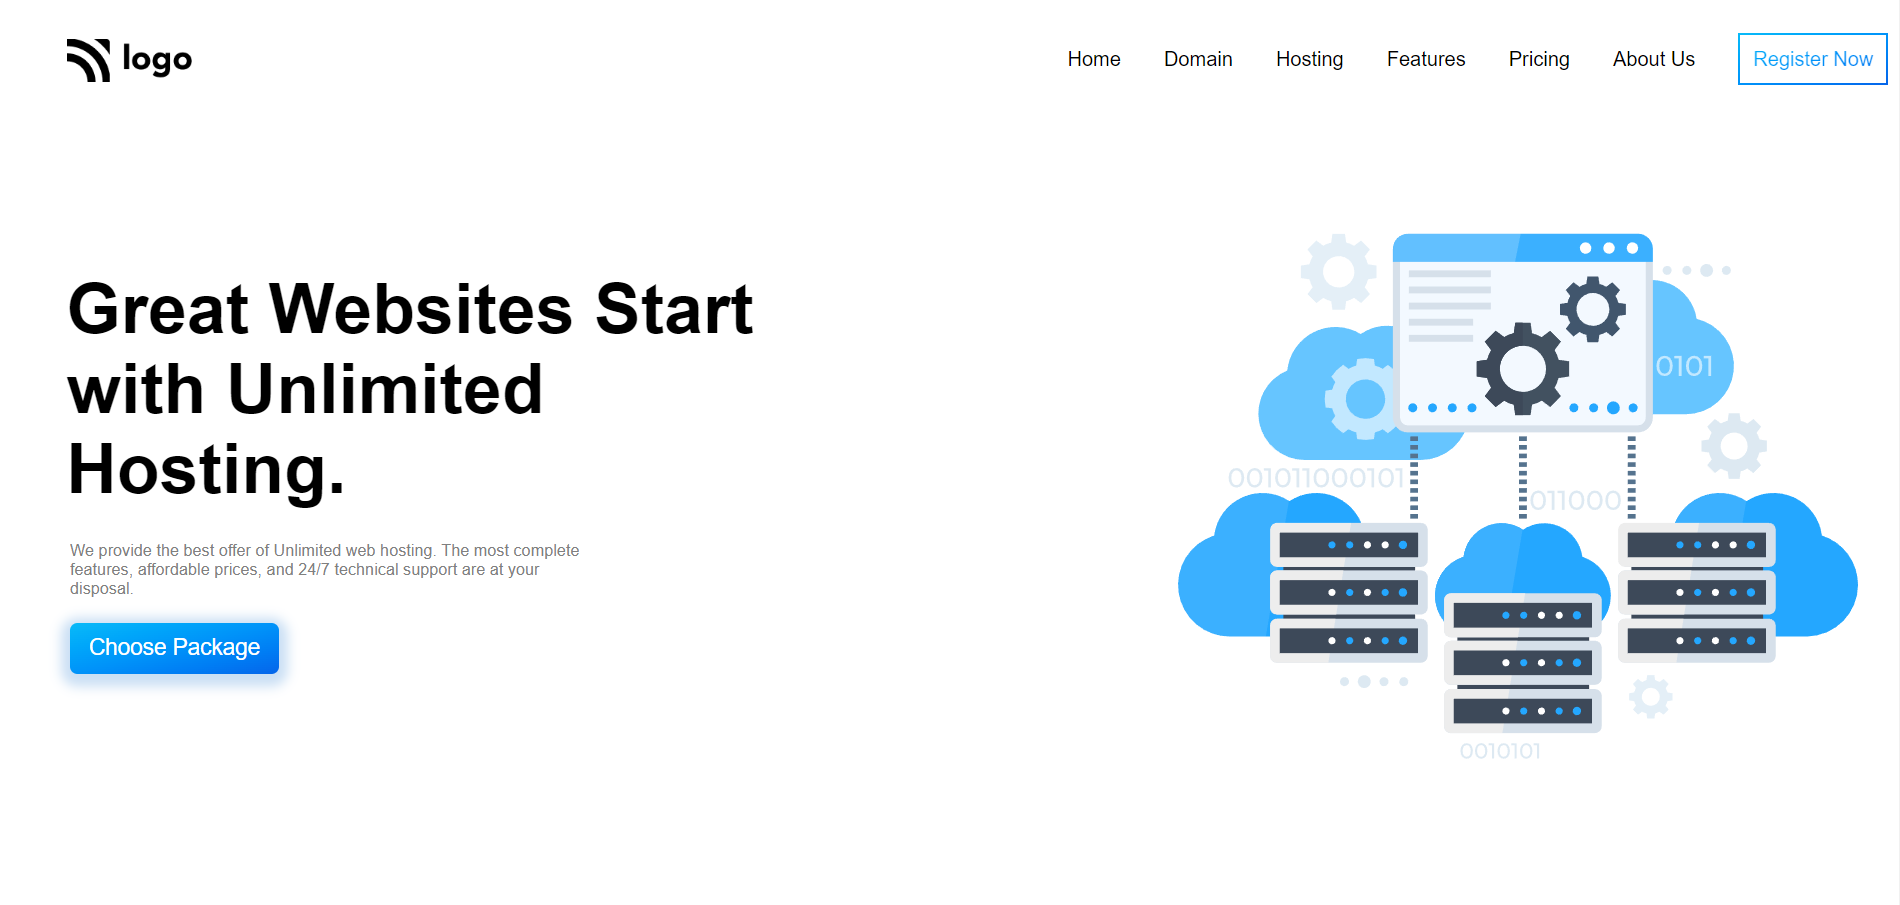 logo
Home Domain Hosting Features Pricing About Us Register Now
Great Websites Start
with Unlimited
Hosting.
We provide the best offer of Unlimited web hosting. The most complete
features, affordable prices, and 24/7 technical support are at your
disposal.
Choose Package
0101
001011000101
011000
0010101